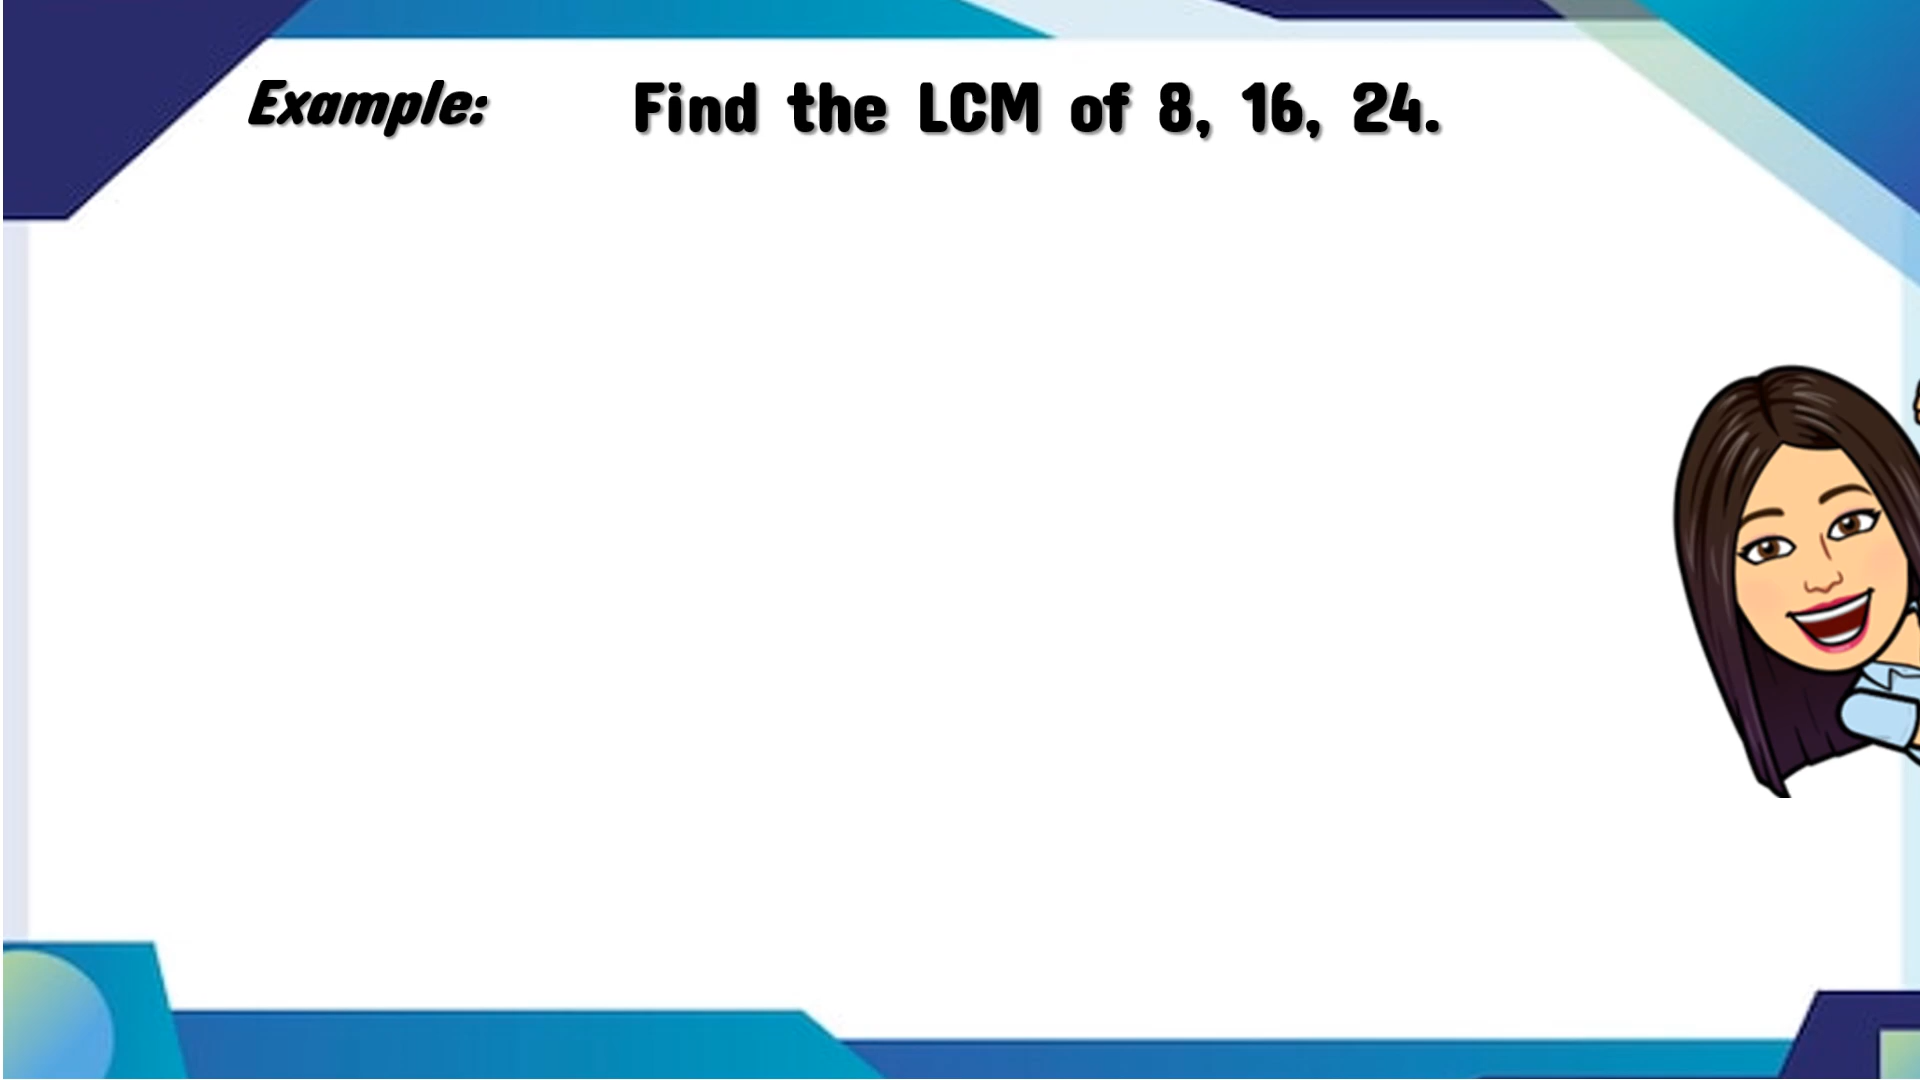 Example: Find the LCM of 8, 16, 24.